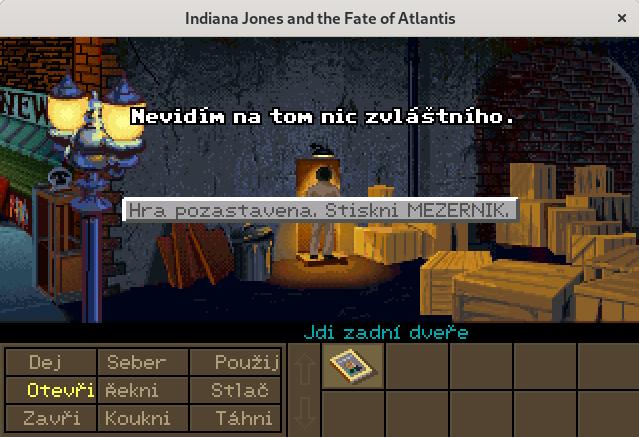 Indiana Jones and the Fate of Atlantis
NEW
Nevidím na tom nic zvláštního.
Hra pozastavena. Stiskni MEZERNIK.
Jdi zadní dveře
Dej Seber Použij
Otevři Řekni Stlač
Zavři Koukni Táhni